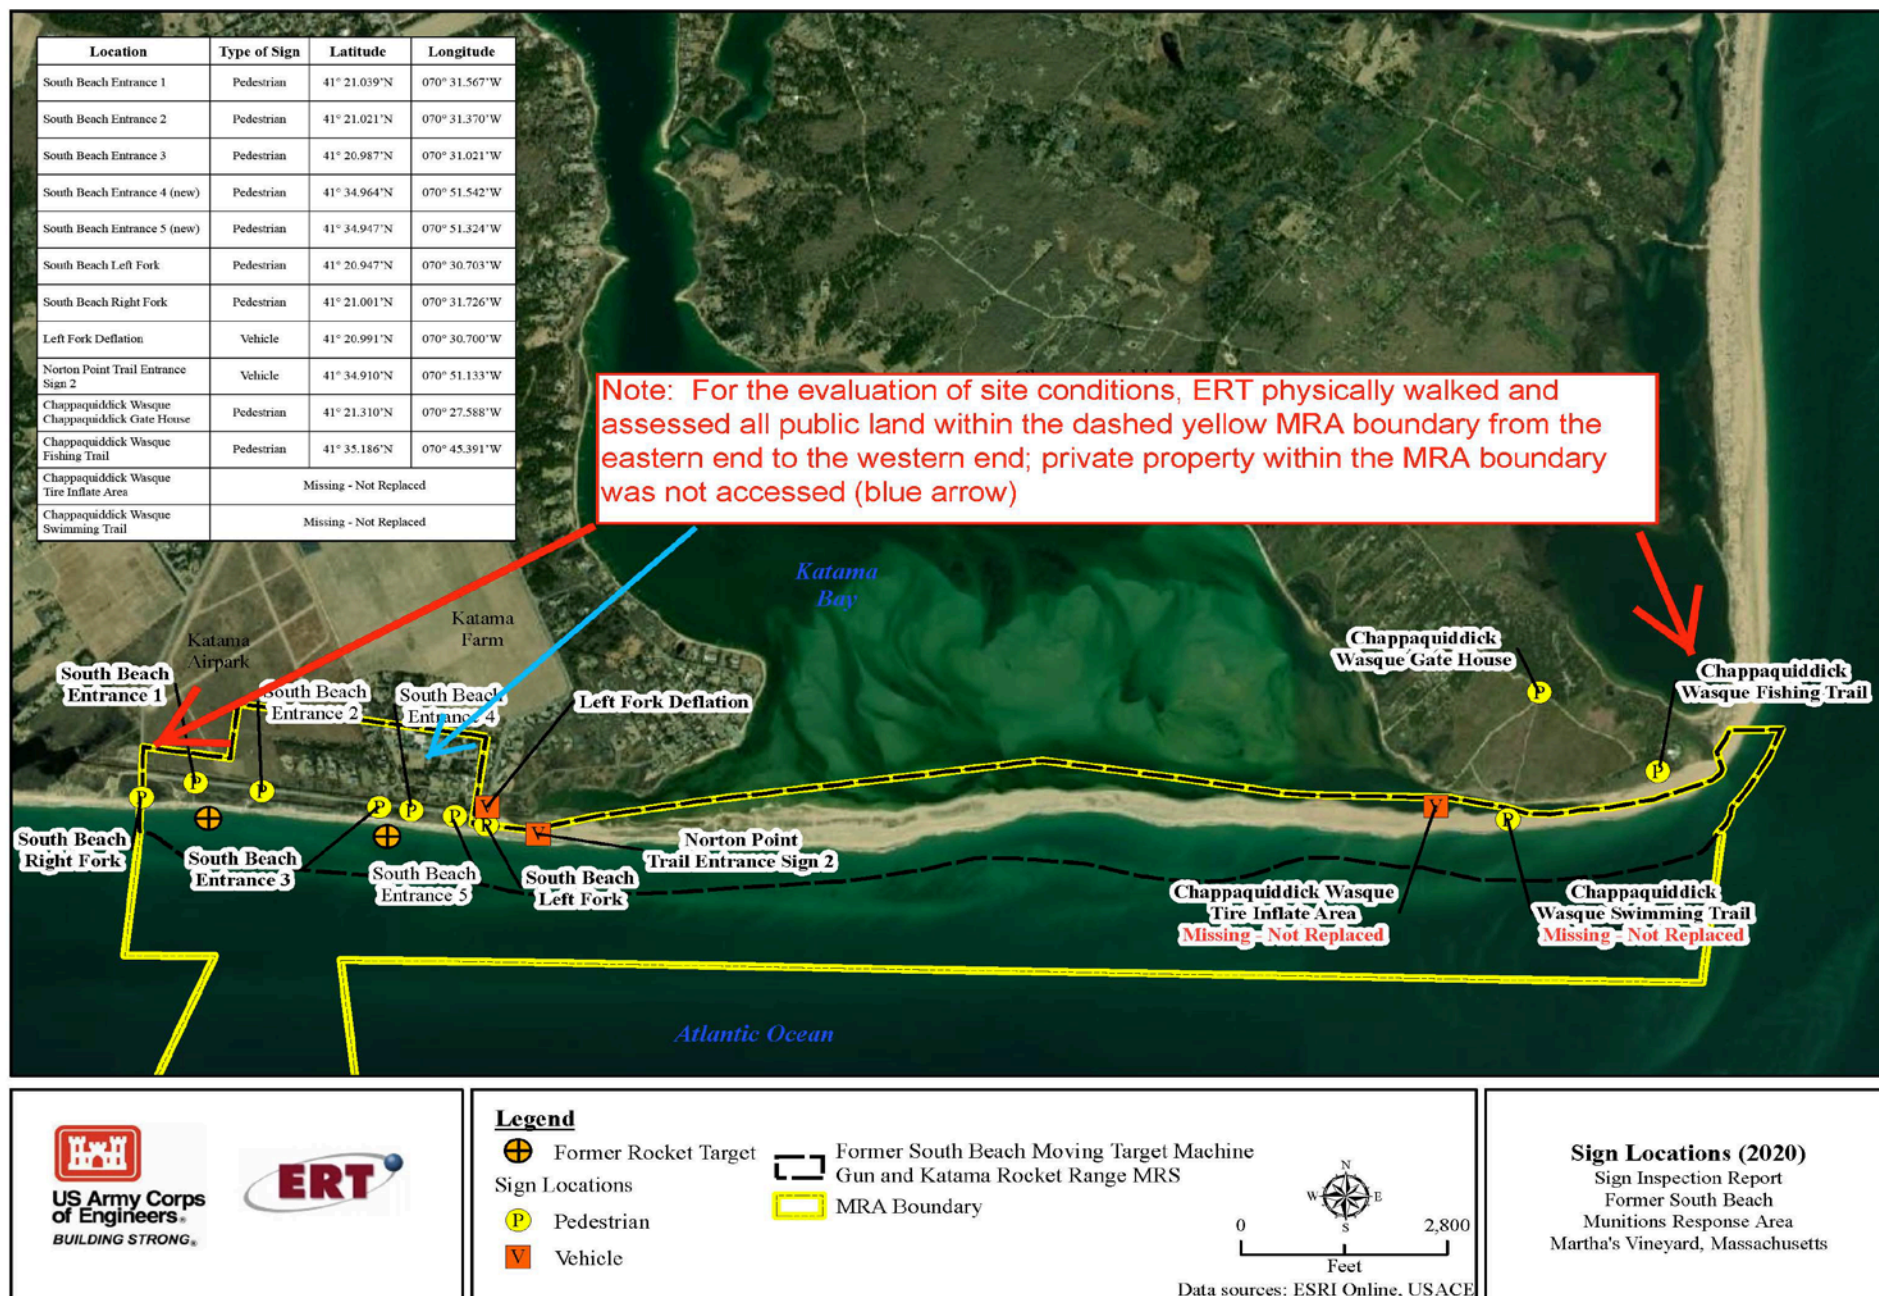 Location Type of Sign Latitude Longitude
South Beach Entrance 1 Pedestrian 41° 21.039'N 070° 31.567'W
South Beach Entrance 2 Pedestrian 41° 21.021'N 070° 31.370'W
South Beach Entrance 3 Pedestrian 41° 20.987'N 070° 31.021'W
South Beach Entrance 4 (new) Pedestrian 41° 34.964'N 070° 51.542'W
South Beach Entrance 5 (new) Pedestrian 41° 34.947'N 070° 51.324'W
South Beach Left Fork Pedestrian 41° 20.947'N 070° 30.703'W
South Beach Right Fork Pedestrian 41° 21.001'N 070° 31.726'W
Left Fork Deflation Vehicle 41° 20.991'N 070° 30.700'W
Norton Point Trail Entrance
Sign 2 Vehicle 41° 34.910'N 070° 51.133'W
Chappaquiddick Wasque
Chappaquiddick Gate House Pedestrian 41° 21.310'N 070° 27.588'W
Chappaquiddick Wasque
Fishing Trail Pedestrian 41° 35.186'N 070° 45.391'W
Chappaquiddick Wasque
Tire Inflate Area Missing - Not Replaced
Chappaquiddick Wasque
Swimming Trail Missing - Not Replaced
Note: For the evaluation of site conditions, ERT physically walked and
assessed all public land within the dashed yellow MRA boundary from the
eastern end to the western end; private property within the MRA boundary
was not accessed (blue arrow)
Katama
Bay
Katama
Farm
Katama
Airpark
South Beach
Entrance 1
South Beach
Entrance 2
South Beach
Entrance 4
Left Fork Deflation
Chappaquiddick
Wasque Gate House
Chappaquiddick
Wasque Fishing Trail
P
P
P
P
P
P
P
P
P
P
P
V
V
V
South Beach
Right Fork
South Beach
Entrance 3
South Beach
Entrance 5
South Beach
Left Fork
Norton Point
Trail Entrance Sign 2
Chappaquiddick Wasque
Tire Inflate Area
Missing - Not Replaced
Chappaquiddick
Wasque Swimming Trail
Missing - Not Replaced
Atlantic Ocean
US Army Corps
of Engineers®
BUILDING STRONG®
ERT
Legend
Former Rocket Target
Sign Locations
P Pedestrian
V Vehicle
Former South Beach Moving Target Machine
Gun and Katama Rocket Range MRS
MRA Boundary
N
W E
S
0 2,800
Feet
Data sources: ESRI Online, USACE
Sign Locations (2020)
Sign Inspection Report
Former South Beach
Munitions Response Area
Martha's Vineyard, Massachusetts